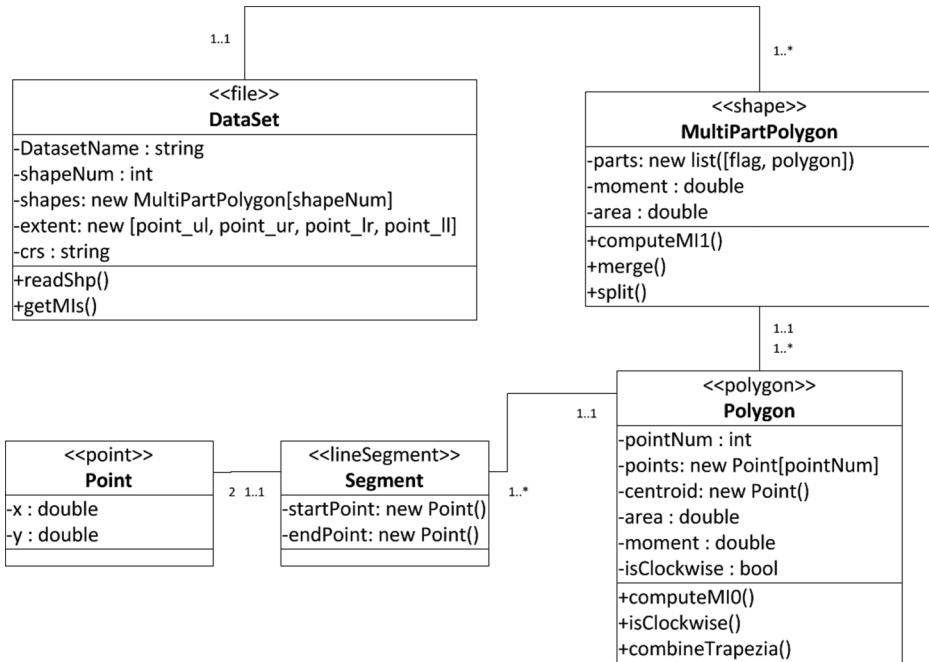 1..1
1..*
<<file>>
DataSet
-DatasetName : string
-shapeNum : int
-shapes: new MultiPartPolygon[shapeNum]
-extent: new [point_ul, point_ur, point_lr, point_ll]
-crs : string
+readShp()
+getMIs()
<<shape>>
MultiPartPolygon
-parts: new list([flag, polygon])
-moment : double
-area : double
+computeMI1()
+merge()
+split()
1..1
1..*
<<polygon>>
Polygon
-pointNum : int
-points: new Point[pointNum]
-centroid: new Point()
-area : double
-moment : double
-isClockwise : bool
+computeMI0()
+isClockwise()
+combineTrapezia()
1..1
1..*
<<lineSegment>>
Segment
-startPoint: new Point()
-endPoint: new Point()
2 1..1
<<point>>
Point
-x : double
-y : double